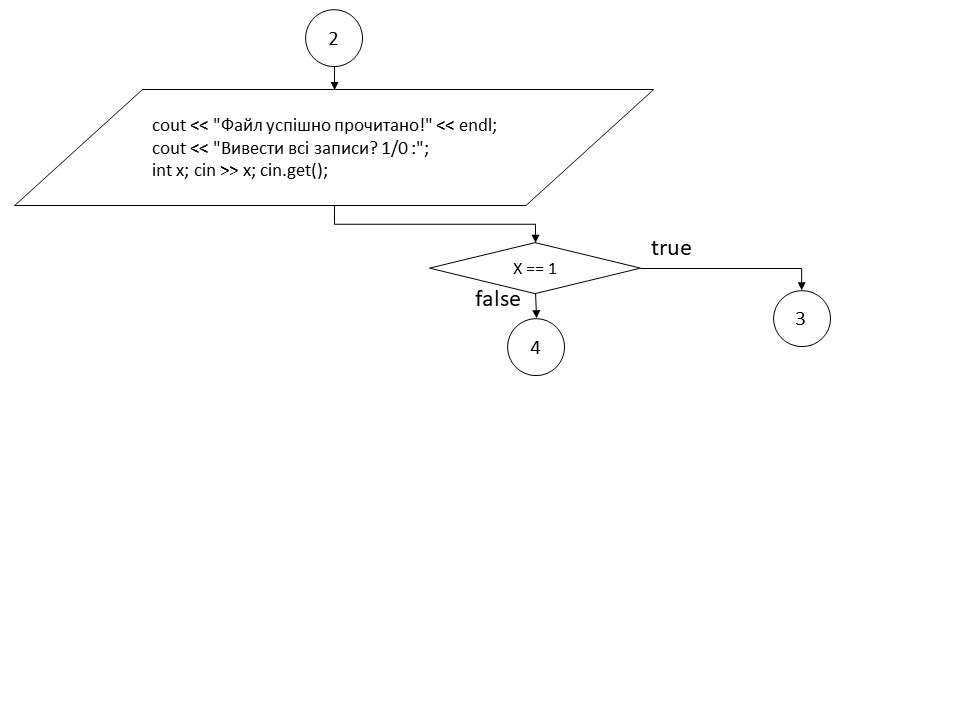 2
cout << "Файл успішно прочитано!" << endl;
cout << "Вивести всі записи? 1/0 :";
int x; cin >> x; cin.get();
true
X == 1
false
3
4